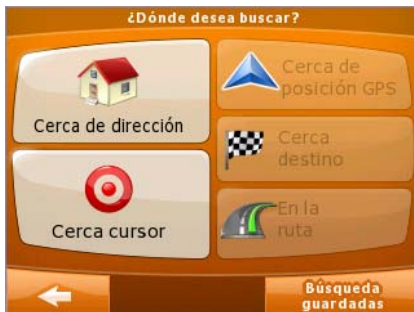 ¿Dónde desea buscar?
Cerca de dirección
Cerca de
posición GPS
Cerca
destino
Cerca cursor
En la
ruta
Búsqueda
guardadas